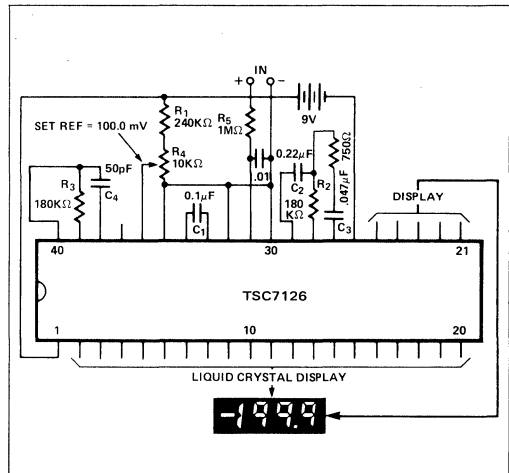 + IN -
9V
SET REF = 100.0 mV
R1
240KΩ
R5
1MΩ
R4
10KΩ
.01
0.22μF
750Ω
50pF
R3
180KΩ
C4
0.1μF
C1
C2
R2
180
KΩ
.047μF
C3
DISPLAY
40
30
21
TSC7126
1
10
20
LIQUID CRYSTAL DISPLAY
-199.9